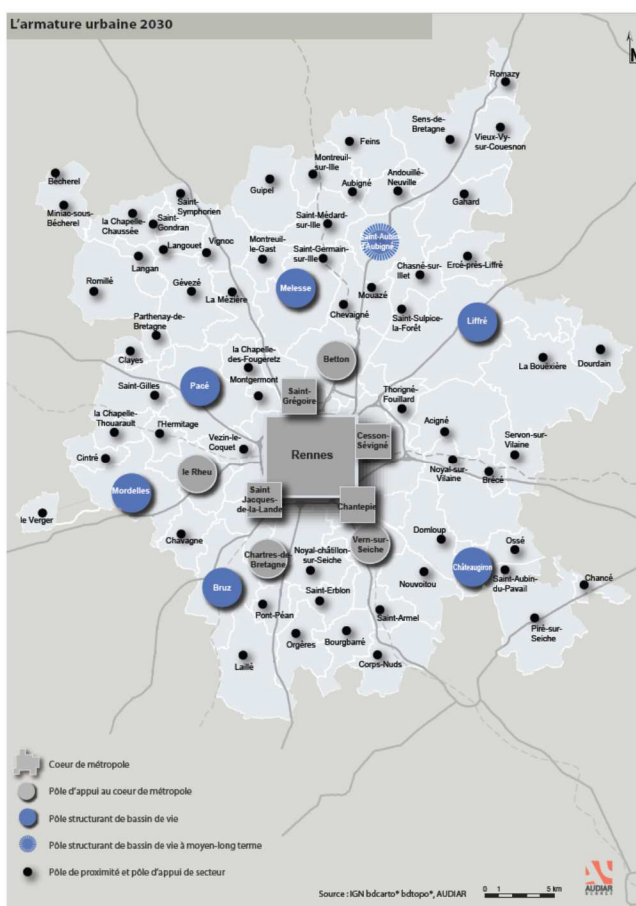 L'armature urbaine 2030
N
Romazy
Sens-de-
Bretagne
Vieux-Vy
sur-Couesnon
Feins
Montreuil-
sur-Ille
Andouillé-
Neuville
Aubigné
Guipel
Bécherel
Saint-
Symphorien
Miniac-sous-
Bécherel
la Chapelle-
Chaussée
Saint-
Gondran
Gahard
Saint-Médard-
sur-Ille
Saint-Aubin
d'Aubigné
Langouet
Vignoc
Montreuil-
le-Gast
Saint-Germain-
sur-Ille
Ercé-près-Liffré
Langan
Chasné-sur-
Illet
Romillé
Gévezé
La Mézière
Melesse
Mouazé
Chevaigné
Saint-Sulpice-
la-Forêt
Liffré
Parthenay-de-
Bretagne
Clayes
la Chapelle-
des-Fougeretz
Betton
La Bouëxière
Dourdain
Pacé
Montgermont
Saint-
Grégoire
Saint-Gilles
Thorigné-
Fouillard
la Chapelle-
Thouarault
l'Hermitage
Acigné
Vezin-le-
Coquet
Rennes
Cesson-
Sévigné
Servon-sur-
Vilaine
Cintré
Noyal-sur-
Vilaine
Brécé
le Rheu
Mordelles
Saint
Jacques-
de-la-Lande
Chantepie
le Verger
Chavagne
Domloup
Ossé
Chartres-de-
Bretagne
Noyal-châtillon
-sur-Seiche
Vern-sur-
Seiche
Châteaugiron
Nouvoitou
Saint-Aubin-
du-Pavail
Chancé
Bruz
Saint-Erblon
Pont-Péan
Saint-Armel
Piré-sur-
Seiche
Orgères
Bourgbarré
Laillé
Corps-Nuds
Coeur de métropole
Pôle d'appui au coeur de métropole
Pôle structurant de bassin de vie
Pôle structurant de bassin de vie à moyen-long terme
Pôle de proximité et pôle d'appui de secteur
Source : IGN bdcarto® bdtopo®, AUDIAR
0 1 5 km
AUDIAR
RENNES